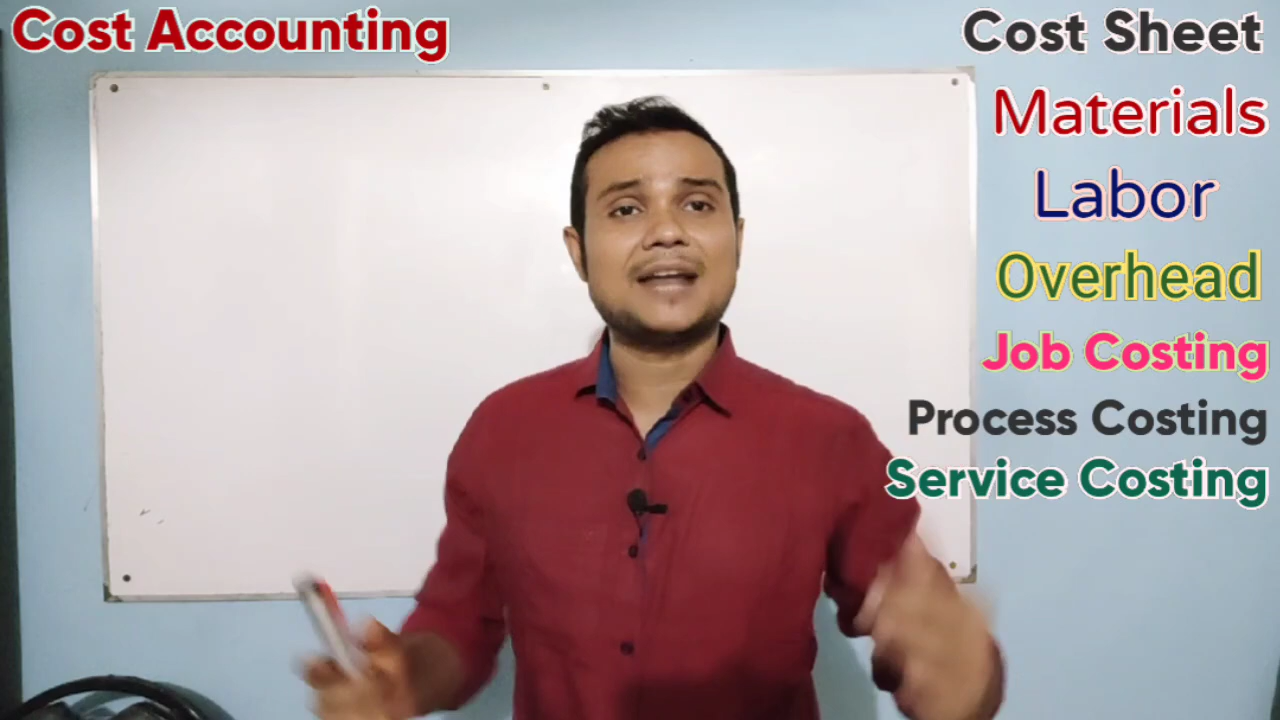 Cost Accounting
Cost Sheet
Materials
Labor
Overhead
Job Costing
Process Costing
Service Costing